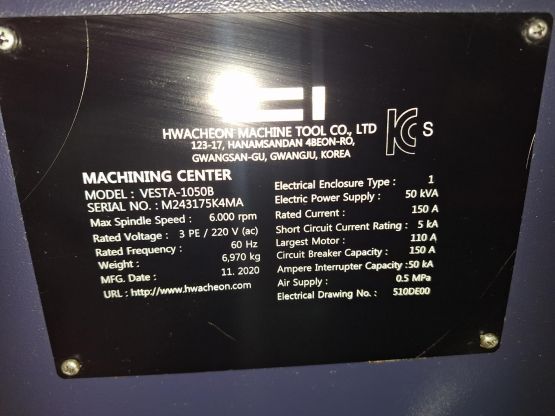 HWACHEON MACHINE TOOL CO., LTD
123-17, HANAMSANDAN 4BEON-RO,
GWANGSAN-GU, GWANGJU, KOREA
KC S
MACHINING CENTER
MODEL : VESTA-1050B
SERIAL NO. : M243175K4MA
Max Spindle Speed : 6.000 rpm
Rated Voltage : 3 PE / 220 V (ac)
Rated Frequency : 60 Hz
Weight : 6,970 kg
MFG. Date : 11. 2020
URL : http://www.hwacheon.com
Electrical Enclosure Type : 1
Electric Power Supply : 50 kVA
Rated Current : 150 A
Short Circuit Current Rating : 5 kA
Largest Motor : 110 A
Circuit Breaker Capacity : 150 A
Ampere Interrupter Capacity : 50 kA
Air Supply : 0.5 MPa
Electrical Drawing No. : 510DE00